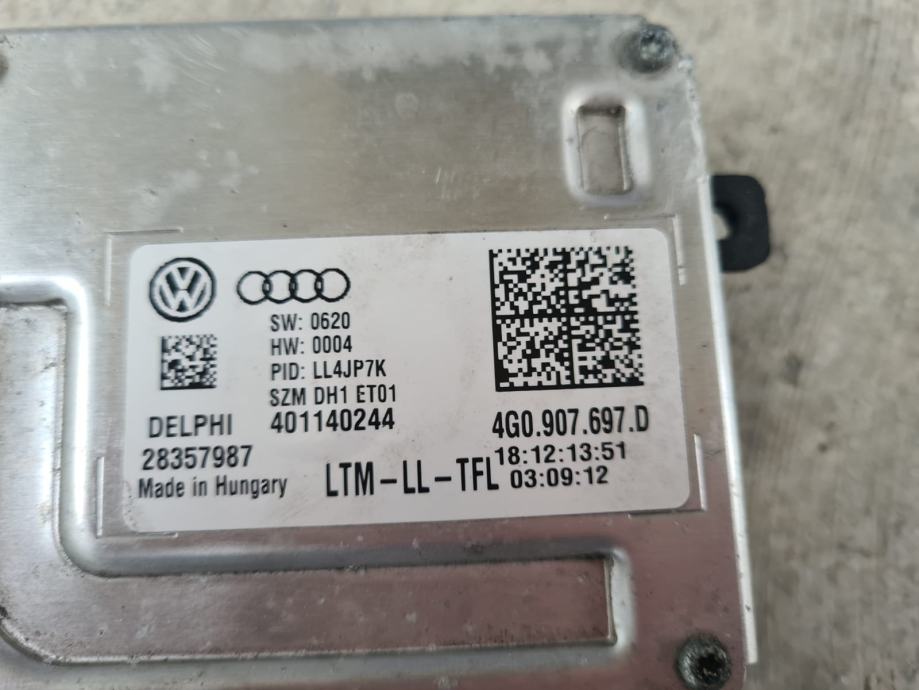 SW: 0620
HW: 0004
PID: LL4JP7K
SZM DH1 ET01
DELPHI 401140244 4G0.907.697.D
28357987 18:12:13:51
Made in Hungary LTM-LL-TFL 03:09:12